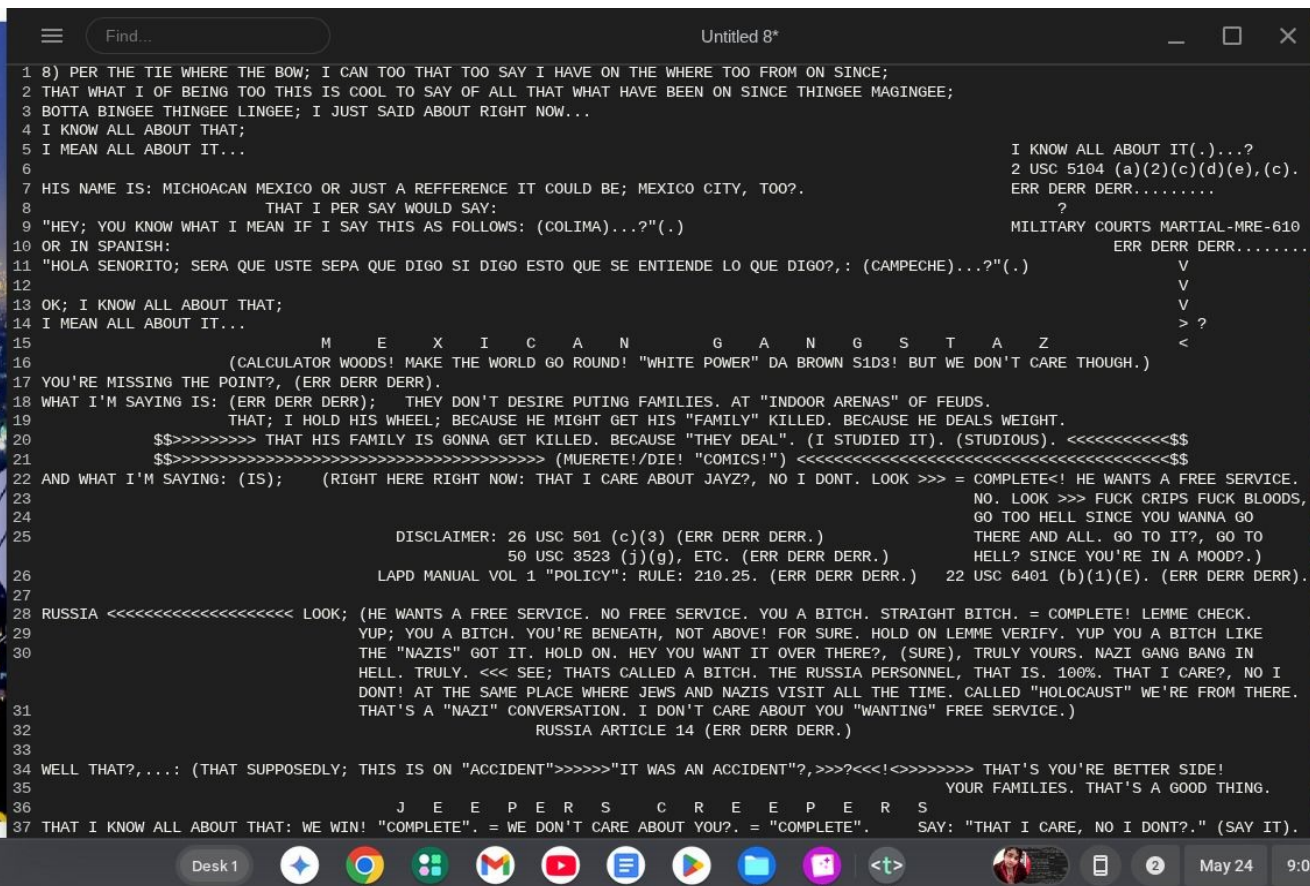 Find...
Untitled 8*
1 8) PER THE TIE WHERE THE BOW; I CAN TOO THAT TOO SAY I HAVE ON THE WHERE TOO FROM ON SINCE;
2 THAT WHAT I OF BEING TOO THIS IS COOL TO SAY OF ALL THAT WHAT HAVE BEEN ON SINCE THINGEE MAGINGEE;
3 BOTTA BINGEE THINGEE LINGEE; I JUST SAID ABOUT RIGHT NOW...
4 I KNOW ALL ABOUT THAT;
5 I MEAN ALL ABOUT IT... I KNOW ALL ABOUT IT(.)...?
6 2 USC 5104 (a)(2)(c)(d)(e),(c).
7 HIS NAME IS: MICHOACAN MEXICO OR JUST A REFFERENCE IT COULD BE; MEXICO CITY, TOO?. ERR DERR DERR.........
8 THAT I PER SAY WOULD SAY: ?
9 "HEY; YOU KNOW WHAT I MEAN IF I SAY THIS AS FOLLOWS: (COLIMA)...?"(.) MILITARY COURTS MARTIAL-MRE-610
10 OR IN SPANISH: ERR DERR DERR........
11 "HOLA SENORITO; SERA QUE USTE SEPA QUE DIGO SI DIGO ESTO QUE SE ENTIENDE LO QUE DIGO?,: (CAMPECHE)...?"(.) V
12 V
13 OK; I KNOW ALL ABOUT THAT; V
14 I MEAN ALL ABOUT IT... > ?
15 M E X I C A N G A N G S T A Z <
16 (CALCULATOR WOODS! MAKE THE WORLD GO ROUND! "WHITE POWER" DA BROWN S1D3! BUT WE DON'T CARE THOUGH.)
17 YOU'RE MISSING THE POINT?, (ERR DERR DERR).
18 WHAT I'M SAYING IS: (ERR DERR DERR); THEY DON'T DESIRE PUTING FAMILIES. AT "INDOOR ARENAS" OF FEUDS.
19 THAT; I HOLD HIS WHEEL; BECAUSE HE MIGHT GET HIS "FAMILY" KILLED. BECAUSE HE DEALS WEIGHT.
20 $$>>>>>>>>> THAT HIS FAMILY IS GONNA GET KILLED. BECAUSE "THEY DEAL". (I STUDIED IT). (STUDIOUS). <<<<<<<<<<<$$
21 $$>>>>>>>>>>>>>>>>>>>>>>>>>>>>>>>>>>>>>>>> (MUERETE!/DIE! "COMICS!") <<<<<<<<<<<<<<<<<<<<<<<<<<<<<<<<<<<<<<<<$$
22 AND WHAT I'M SAYING: (IS); (RIGHT HERE RIGHT NOW: THAT I CARE ABOUT JAYZ?, NO I DONT. LOOK >>> = COMPLETE<! HE WANTS A FREE SERVICE.
23 NO. LOOK >>> FUCK CRIPS FUCK BLOODS,
24 GO TOO HELL SINCE YOU WANNA GO
25 DISCLAIMER: 26 USC 501 (c)(3) (ERR DERR DERR.) THERE AND ALL. GO TO IT?, GO TO
50 USC 3523 (j)(g), ETC. (ERR DERR DERR.) HELL? SINCE YOU'RE IN A MOOD?.)
26 LAPD MANUAL VOL 1 "POLICY": RULE: 210.25. (ERR DERR DERR.) 22 USC 6401 (b)(1)(E). (ERR DERR DERR).
27
28 RUSSIA <<<<<<<<<<<<<<<<<<<< LOOK; (HE WANTS A FREE SERVICE. NO FREE SERVICE. YOU A BITCH. STRAIGHT BITCH. = COMPLETE! LEMME CHECK.
29 YUP; YOU A BITCH. YOU'RE BENEATH, NOT ABOVE! FOR SURE. HOLD ON LEMME VERIFY. YUP YOU A BITCH LIKE
30 THE "NAZIS" GOT IT. HOLD ON. HEY YOU WANT IT OVER THERE?, (SURE), TRULY YOURS. NAZI GANG BANG IN
HELL. TRULY. <<< SEE; THATS CALLED A BITCH. THE RUSSIA PERSONNEL, THAT IS. 100%. THAT I CARE?, NO I
DONT! AT THE SAME PLACE WHERE JEWS AND NAZIS VISIT ALL THE TIME. CALLED "HOLOCAUST" WE'RE FROM THERE.
31 THAT'S A "NAZI" CONVERSATION. I DON'T CARE ABOUT YOU "WANTING" FREE SERVICE.)
32 RUSSIA ARTICLE 14 (ERR DERR DERR.)
33
34 WELL THAT?,...: (THAT SUPPOSEDLY; THIS IS ON "ACCIDENT">>>>>>"IT WAS AN ACCIDENT"?,>>>?<<<!<>>>>>>>> THAT'S YOU'RE BETTER SIDE!
35 YOUR FAMILIES. THAT'S A GOOD THING.
36 J E E P E R S C R E E P E R S
37 THAT I KNOW ALL ABOUT THAT: WE WIN! "COMPLETE". = WE DON'T CARE ABOUT YOU?. = "COMPLETE". SAY: "THAT I CARE, NO I DONT?." (SAY IT).
Desk 1
<t>
2
May 24
9:0